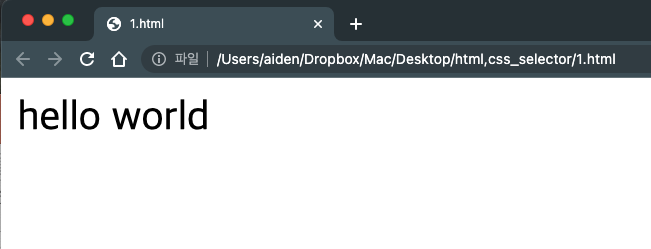 1.html
파일 /Users/aiden/Dropbox/Mac/Desktop/html,css_selector/1.html
hello world